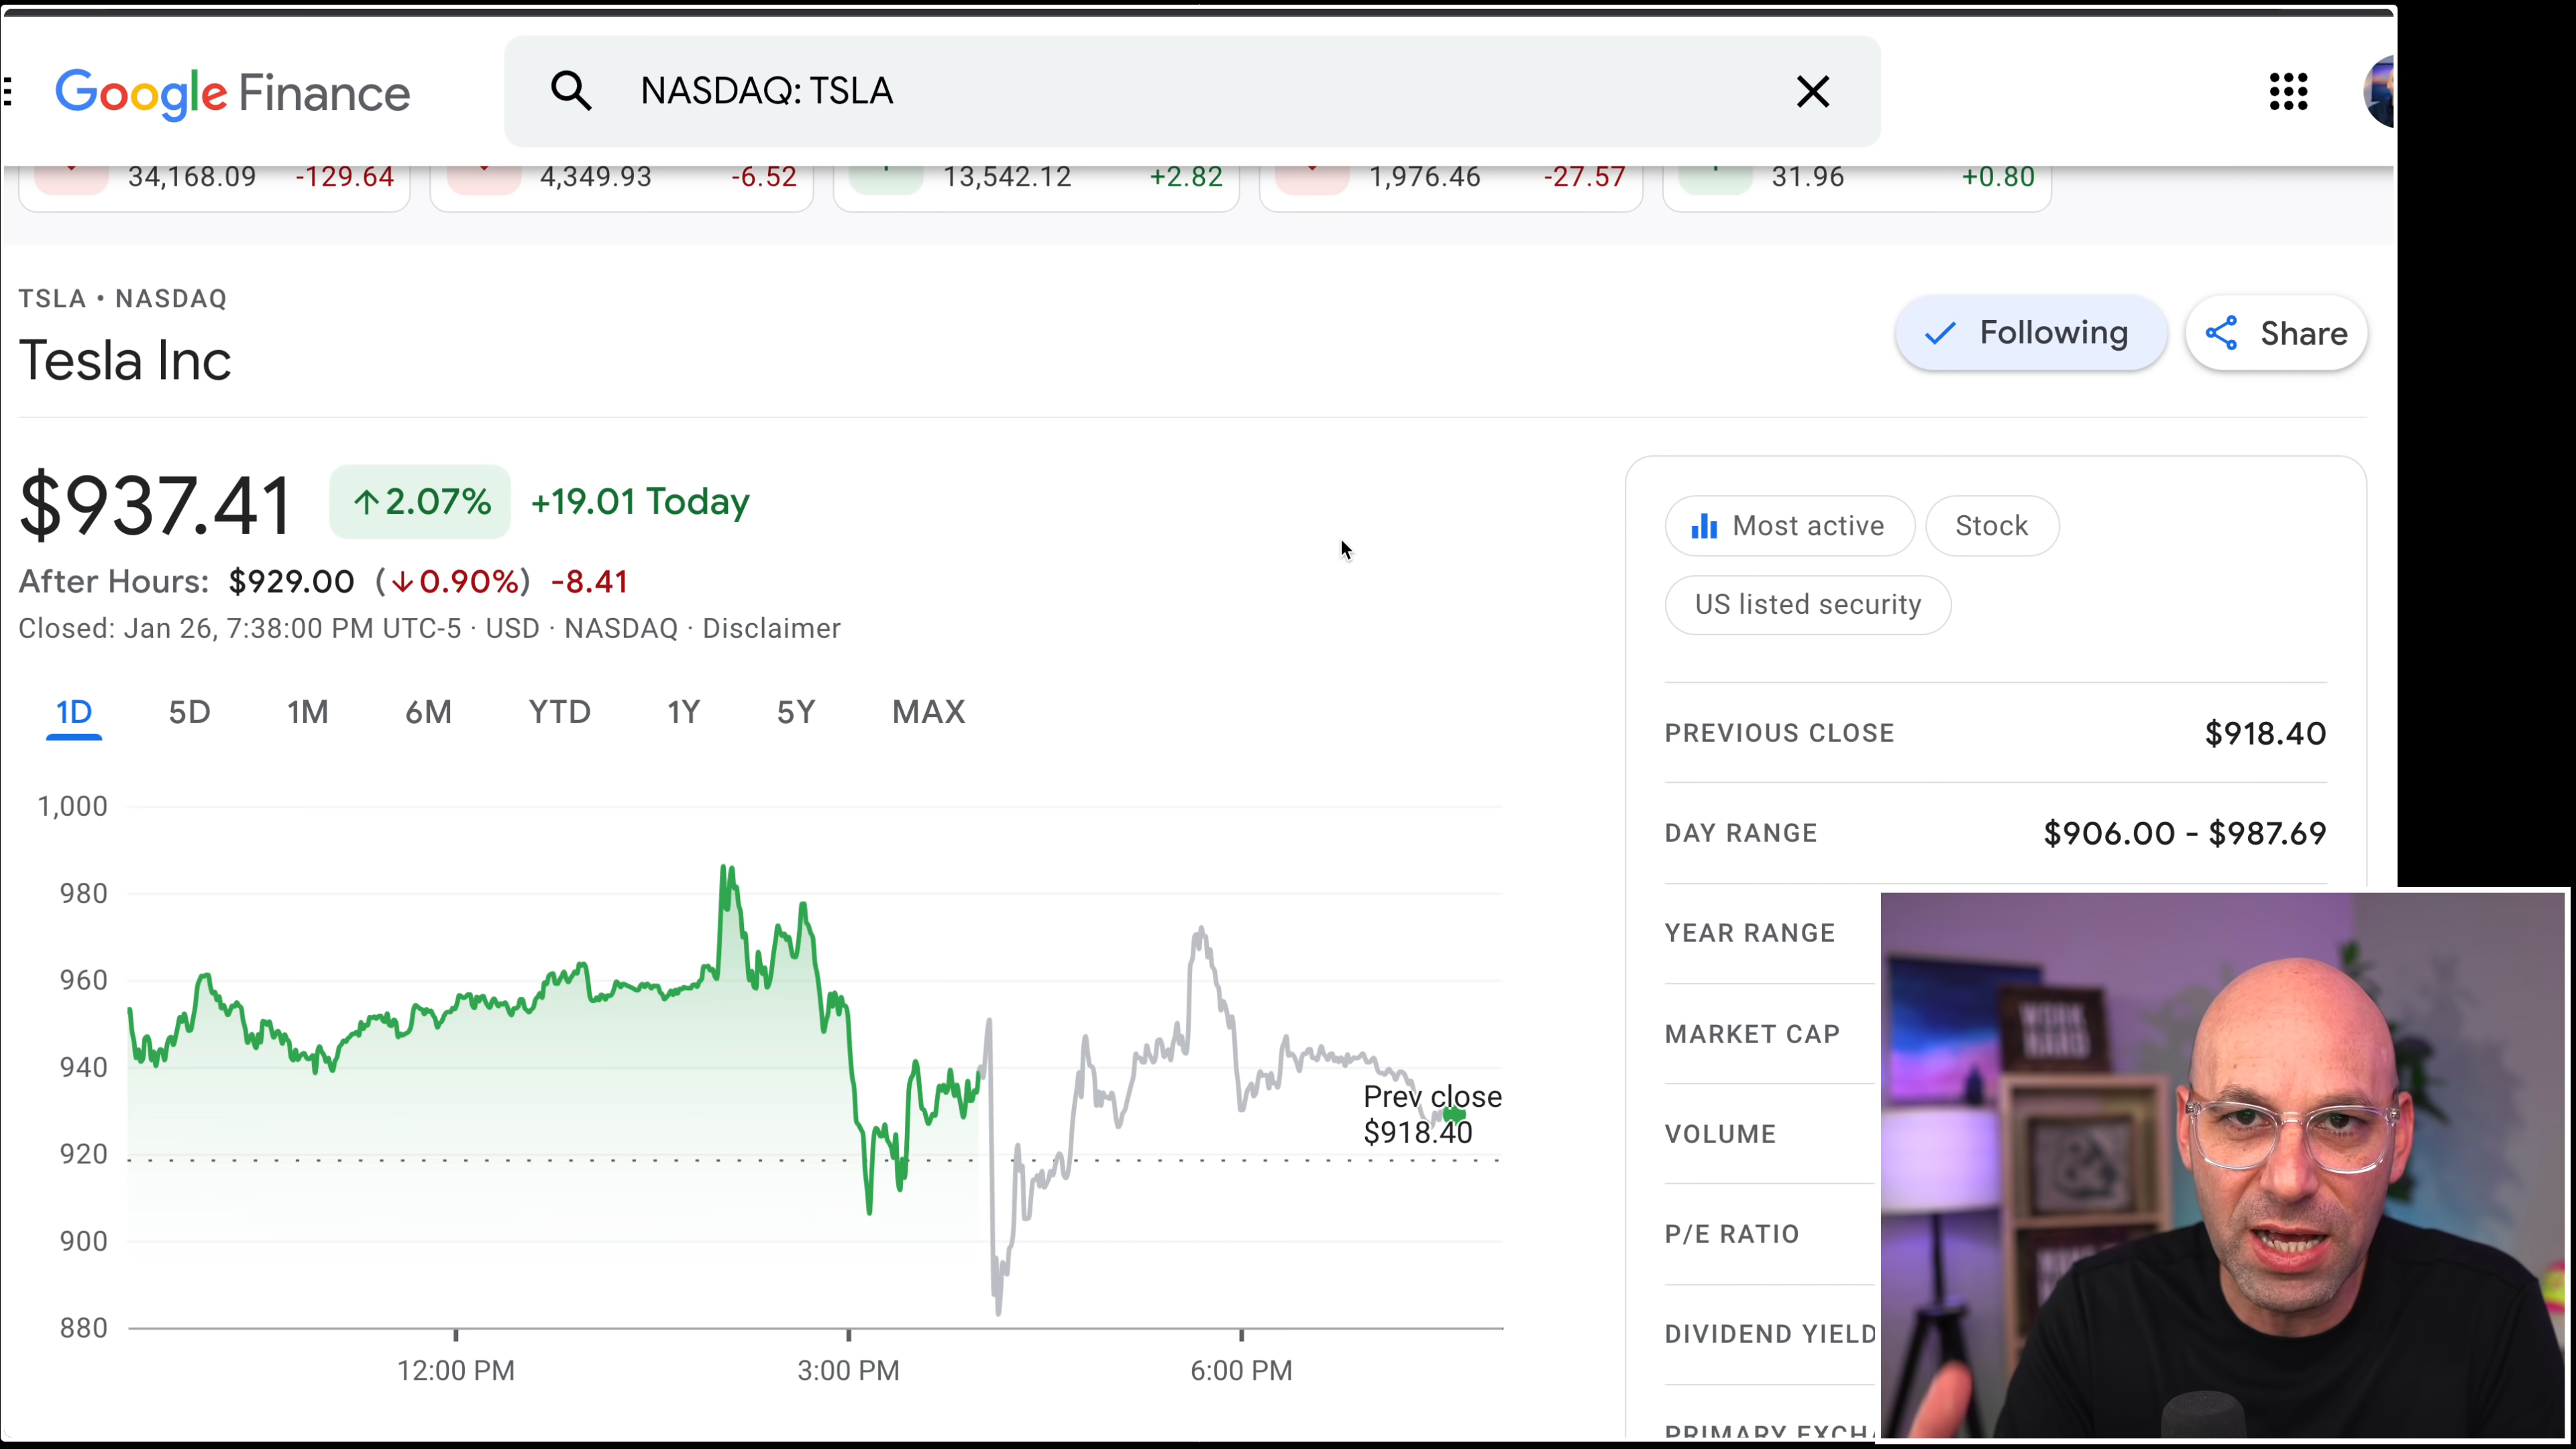 Google Finance
NASDAQ: TSLA
34,168.09 -129.64
4,349.93 -6.52
13,542.12 +2.82
1,976.46 -27.57
31.96 +0.80
TSLA • NASDAQ
Tesla Inc
Following
Share
$937.41 ↑2.07% +19.01 Today
After Hours: $929.00 (↓0.90%) -8.41
Closed: Jan 26, 7:38:00 PM UTC-5 · USD · NASDAQ · Disclaimer
1D 5D 1M 6M YTD 1Y 5Y MAX
1,000
980
960
940
920
900
880
Prev close
$918.40
12:00 PM 3:00 PM 6:00 PM
Most active
Stock
US listed security
PREVIOUS CLOSE $918.40
DAY RANGE $906.00 - $987.69
YEAR RANGE
MARKET CAP
VOLUME
P/E RATIO
DIVIDEND YIELD
PRIMARY EXCH
WORK
HARD